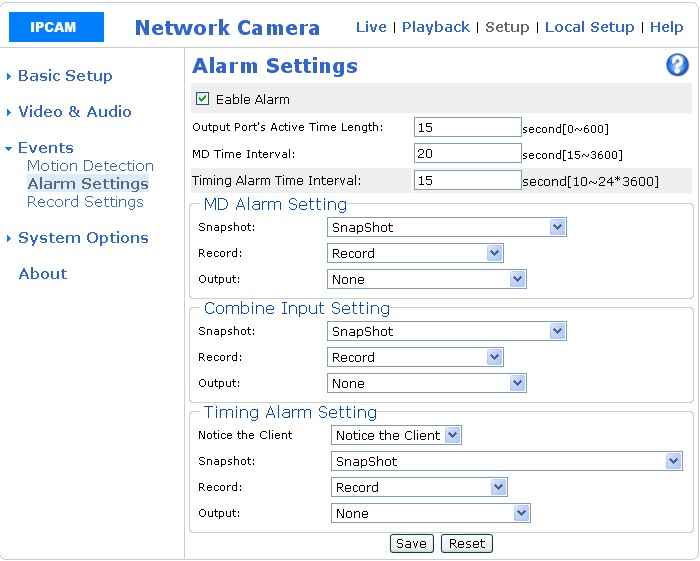 IPCAM
Network Camera
Live | Playback | Setup | Local Setup | Help
Basic Setup
Video & Audio
Events
Motion Detection
Alarm Settings
Record Settings
System Options
About
Alarm Settings
?
Eable Alarm
Output Port's Active Time Length: 15 second[0~600]
MD Time Interval: 20 second[15~3600]
Timing Alarm Time Interval: 15 second[10~24*3600]
MD Alarm Setting
Snapshot: SnapShot
Record: Record
Output: None
Combine Input Setting
Snapshot: SnapShot
Record: Record
Output: None
Timing Alarm Setting
Notice the Client Notice the Client
Snapshot: SnapShot
Record: Record
Output: None
Save Reset